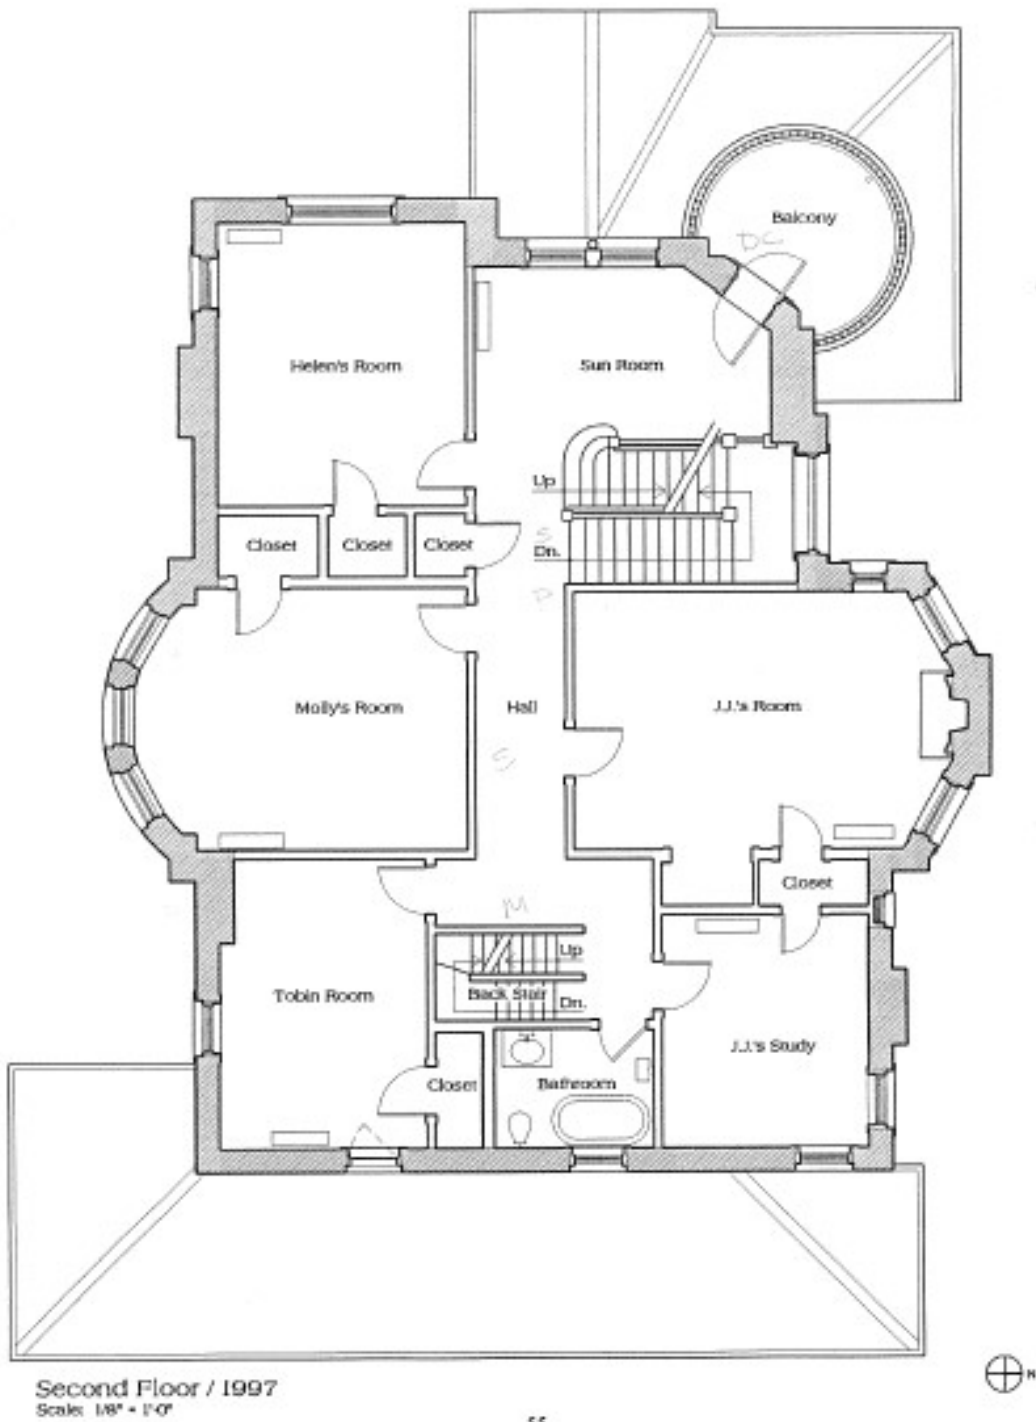 Balcony
DC
Helen's Room
Sun Room
Up
Closet
Closet
Closet
S
Dn.
P
Molly's Room
Hall
J.J.'s Room
S
Closet
M
Up
Tobin Room
Back Stair
Dn.
J.J.'s Study
Closet
Bathroom
N
Second Floor / 1997
Scale: 1/8" = 1'-0"